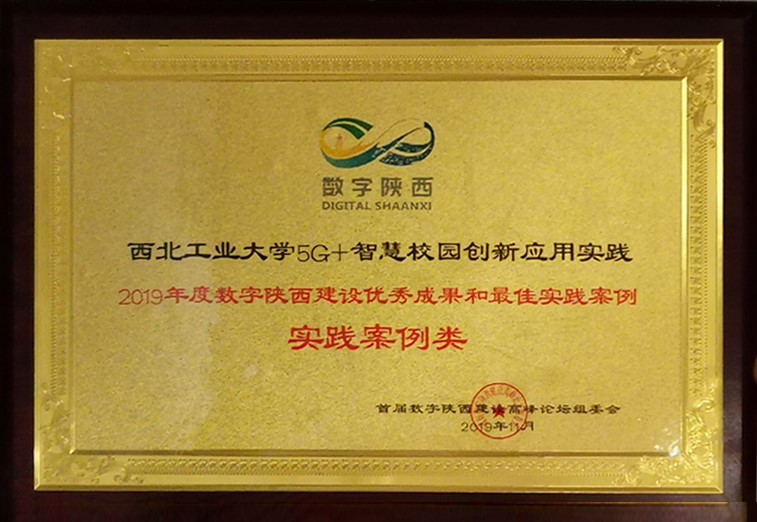 数字陕西
DIGITAL SHAANXI
西北工业大学5G+智慧校园创新应用实践
2019年度数字陕西建设优秀成果和最佳实践案例
实践案例类
首届数字陕西建设高峰论坛组委会
2019年11月